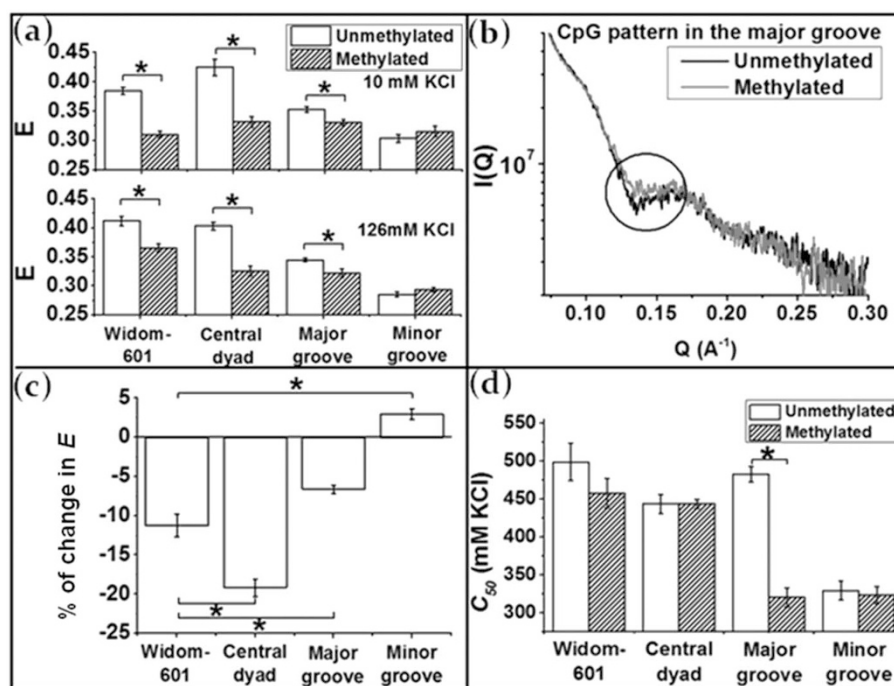 (a)
Unmethylated
Methylated
10 mM KCl
0.45
0.40
0.35
0.30
0.25
E
126mM KCl
0.45
0.40
0.35
0.30
0.25
E
*
*
*
*
*
*
Widom-601
Central dyad
Major groove
Minor groove
(b)
CpG pattern in the major groove
Unmethylated
Methylated
I(Q)
10^7
0.10
0.15
0.20
0.25
0.30
Q (A^-1)
(c)
% of change in E
5
0
-5
-10
-15
-20
-25
*
*
*
Widom-601
Central dyad
Major groove
Minor groove
(d)
Unmethylated
Methylated
C50 (mM KCl)
550
500
450
400
350
300
*
Widom-601
Central dyad
Major groove
Minor groove